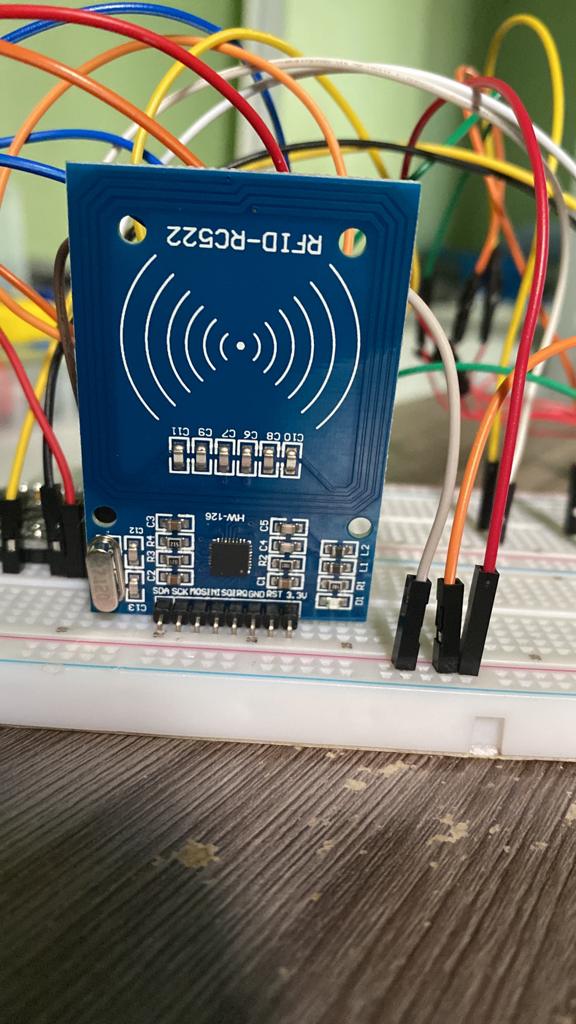 RFID-RC522
C11 C9 C7 C6 C8 C10
HW-126
C3 R4 R3 C2
C12
C13
C5 C4 R2 C1
L2 L1 R1 D1
SDA SCK MOSI MISO IRQ GND RST 3.3V